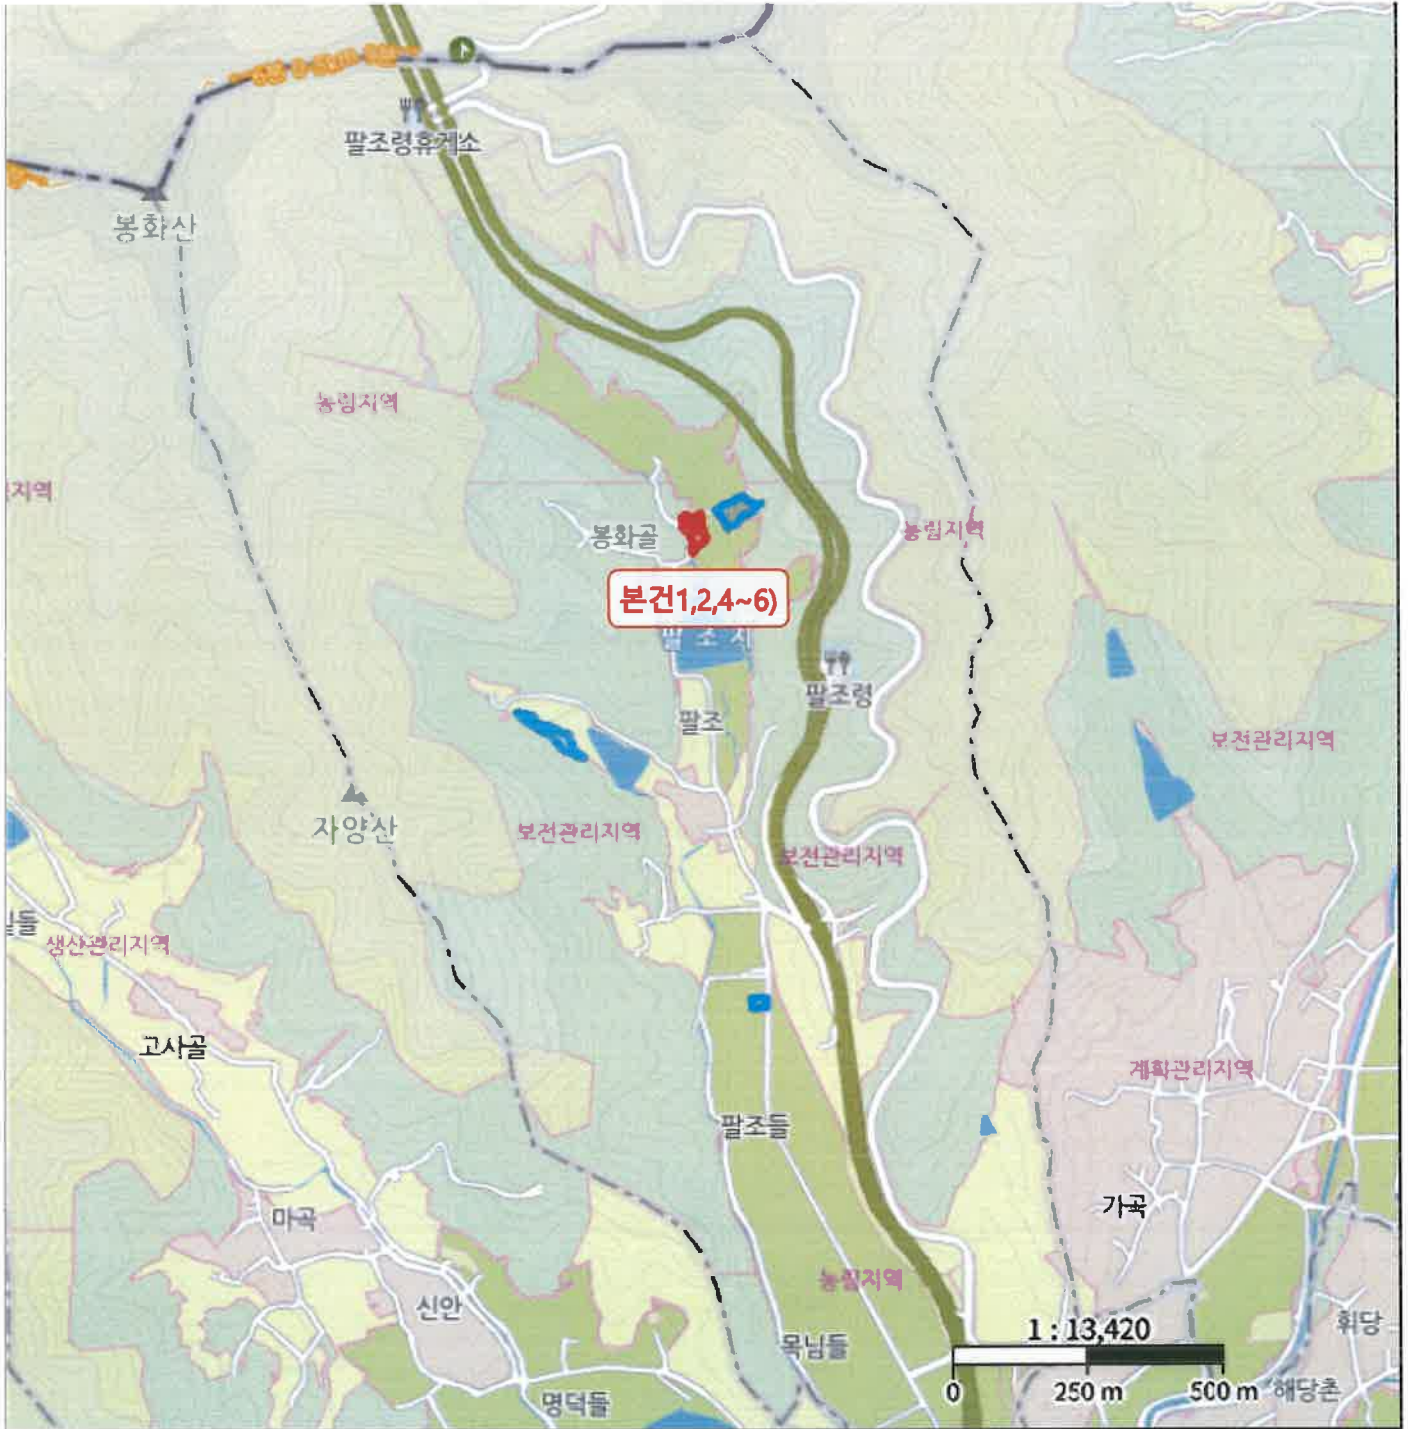 팔조령휴게소
봉화산
농림지역
지역
봉화골
농림지역
본건1,2,4~6)
팔조지
팔조령
팔조
보전관리지역
자양산
보전관리지역
보전관리지역
생산관리지역
고사골
계획관리지역
팔조들
가곡
마곡
농림지역
신안
1 : 13,420
휘당
목님들
0 250 m 500 m
해당촌
명덕들